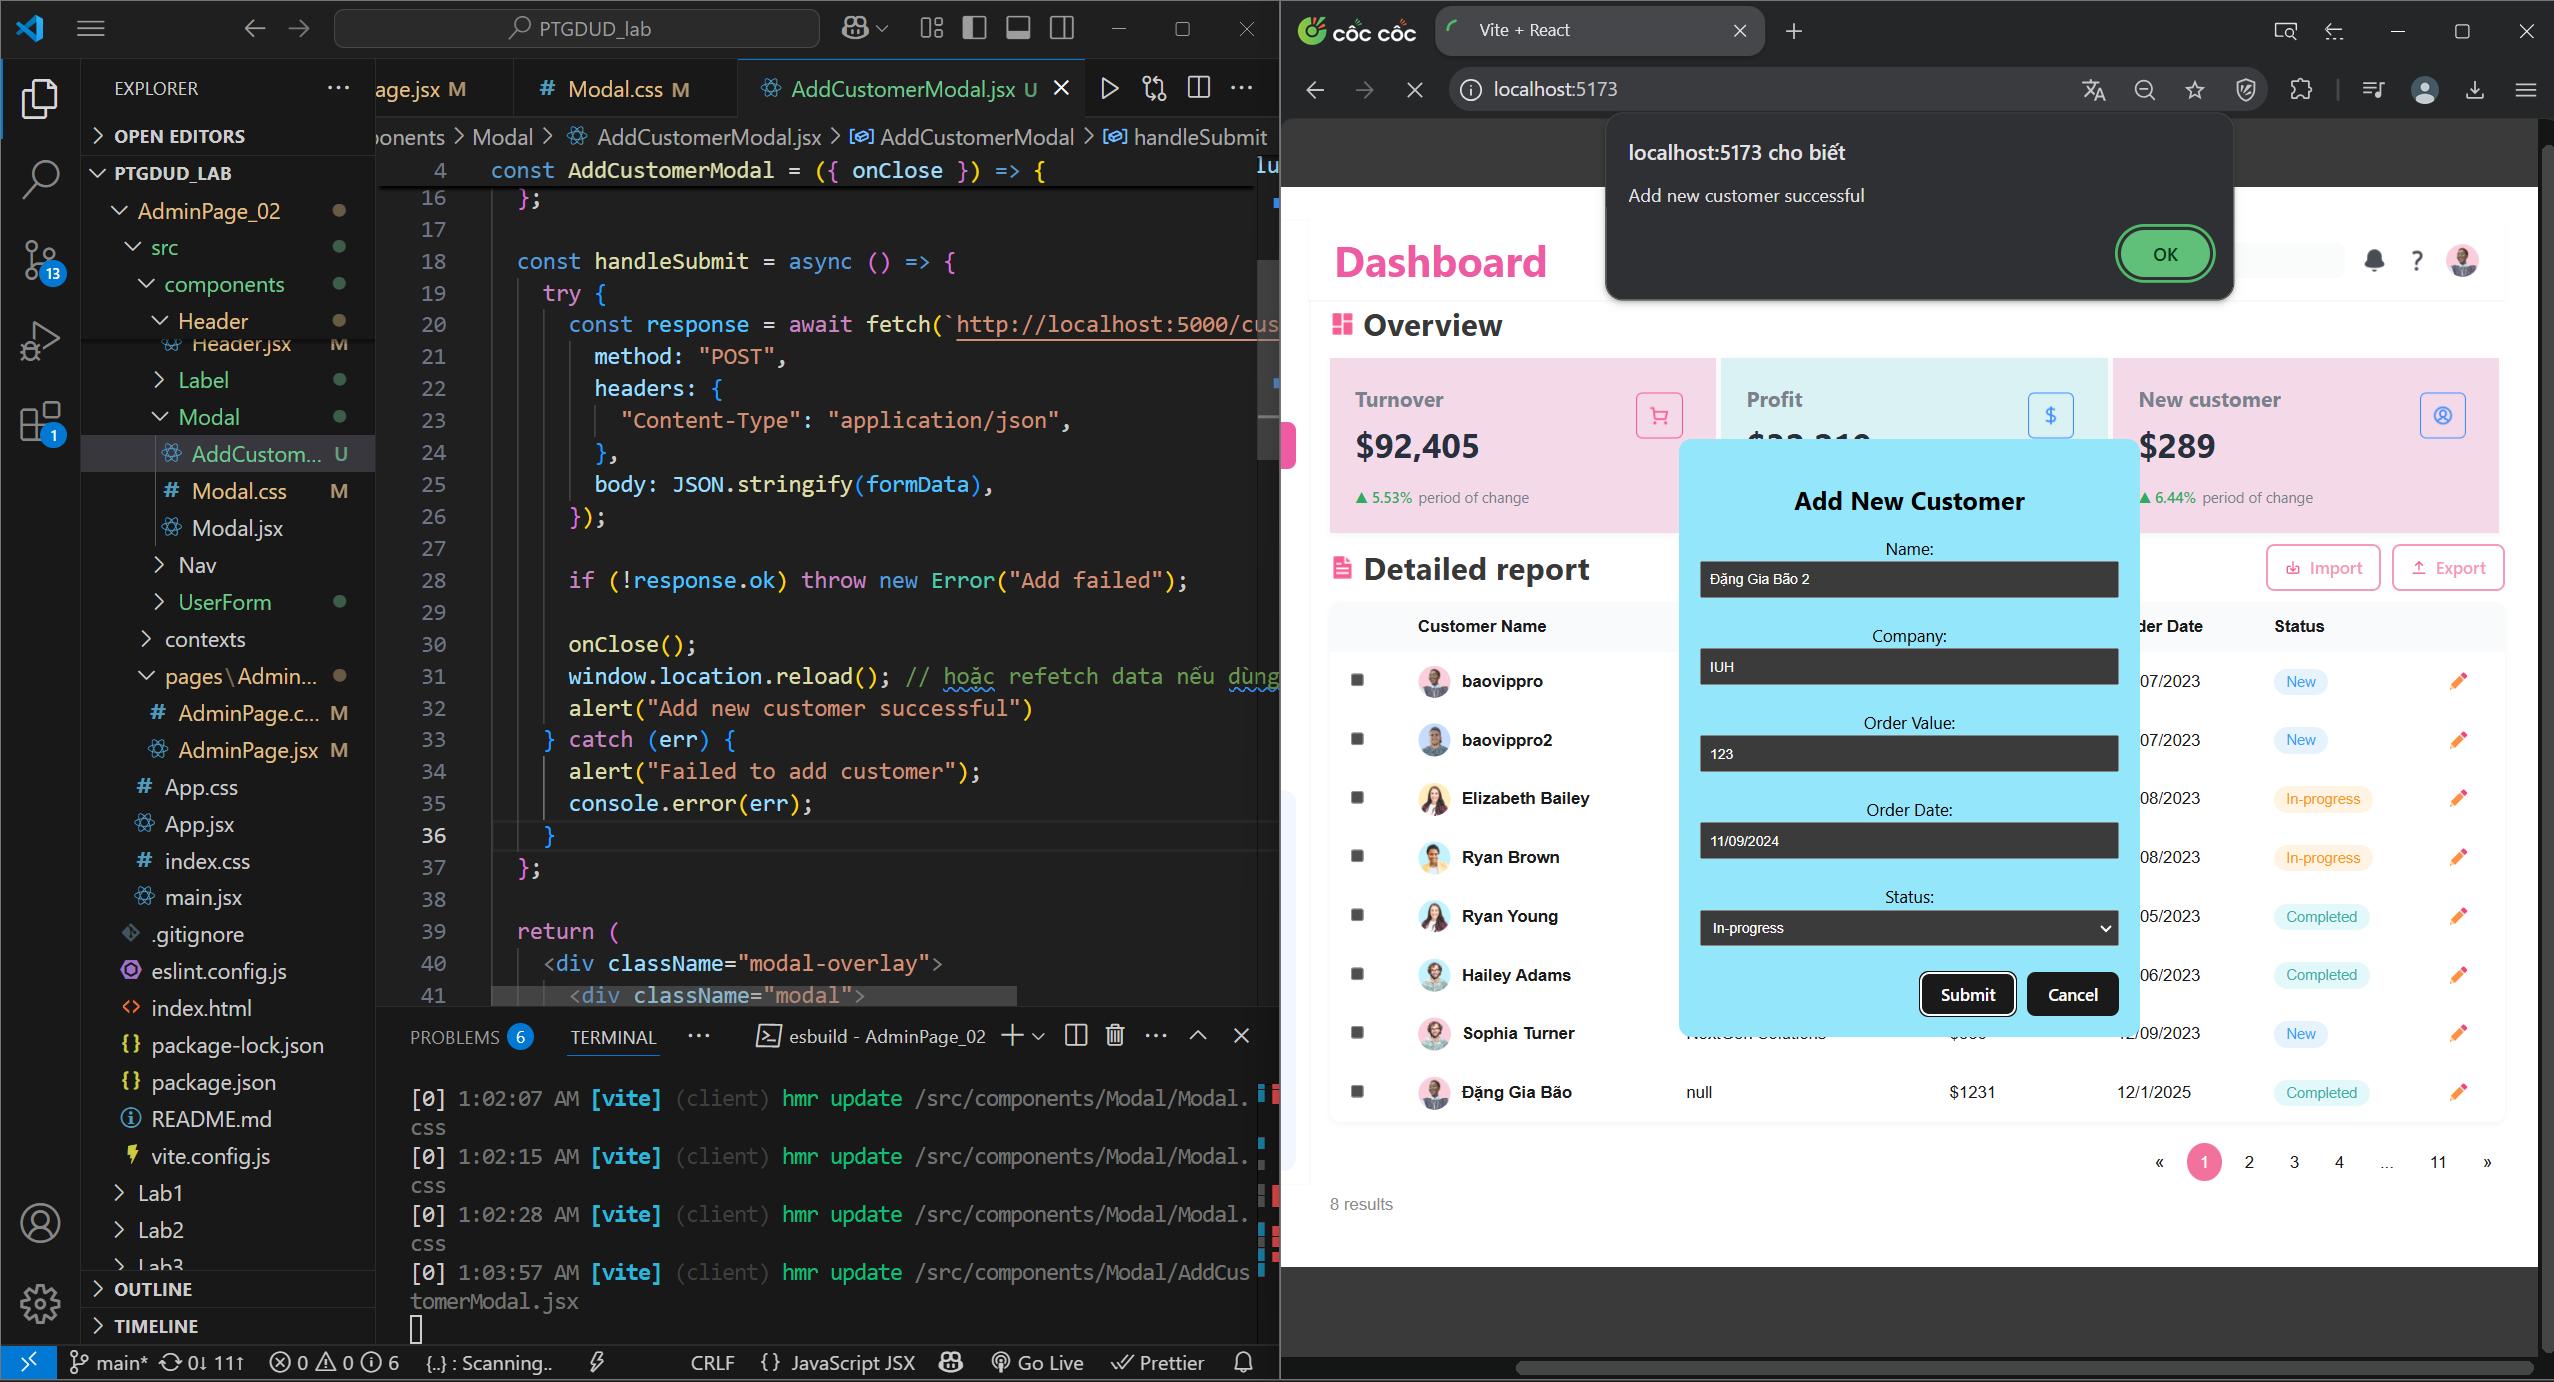 PTGDUD_lab
EXPLORER
OPEN EDITORS
PTGDUD_LAB
AdminPage_02
src
components
Header
Header.jsx M
Label
Modal
AddCustom... U
Modal.css M
Modal.jsx
Nav
UserForm
contexts
pages\Admin...
AdminPage.c... M
AdminPage.jsx M
App.css
App.jsx
index.css
main.jsx
.gitignore
eslint.config.js
index.html
package-lock.json
package.json
README.md
vite.config.js
Lab1
Lab2
Lab3
OUTLINE
TIMELINE
13
1
age.jsx M
Modal.css M
AddCustomerModal.jsx U
ponents > Modal > AddCustomerModal.jsx > AddCustomerModal > handleSubmit
4 const AddCustomerModal = ({ onClose }) => {
16 };
17
18 const handleSubmit = async () => {
19 try {
20 const response = await fetch(`http://localhost:5000/cus
21 method: "POST",
22 headers: {
23 "Content-Type": "application/json",
24 },
25 body: JSON.stringify(formData),
26 });
27
28 if (!response.ok) throw new Error("Add failed");
29
30 onClose();
31 window.location.reload(); // hoặc refetch data nếu dùng
32 alert("Add new customer successful")
33 } catch (err) {
34 alert("Failed to add customer");
35 console.error(err);
36 }
37 };
38
39 return (
40 <div className="modal-overlay">
41 <div className="modal">
PROBLEMS 6 TERMINAL ··· esbuild - AdminPage_02
[0] 1:02:07 AM [vite] (client) hmr update /src/components/Modal/Modal.
css
[0] 1:02:15 AM [vite] (client) hmr update /src/components/Modal/Modal.
css
[0] 1:02:28 AM [vite] (client) hmr update /src/components/Modal/Modal.
css
[0] 1:03:57 AM [vite] (client) hmr update /src/components/Modal/AddCus
tomerModal.jsx
main* 0↓ 11↑ 0 0 6 {..} : Scanning.. CRLF {} JavaScript JSX Go Live Prettier
CỐC CỐC
Vite + React
localhost:5173
localhost:5173 cho biết
Add new customer successful
OK
Dashboard
?
Overview
Turnover
$92,405
5.53% period of change
Profit
$
New customer
$289
6.44% period of change
Detailed report
Import
Export
Customer Name
der Date
Status
baovippro 07/2023 New
baovippro2 07/2023 New
Elizabeth Bailey 08/2023 In-progress
Ryan Brown 08/2023 In-progress
Ryan Young 05/2023 Completed
Hailey Adams 06/2023 Completed
Sophia Turner /09/2023 New
Đặng Gia Bão null $1231 12/1/2025 Completed
« 1 2 3 4 ... 11 »
8 results
Add New Customer
Name:
Đặng Gia Bão 2
Company:
IUH
Order Value:
123
Order Date:
11/09/2024
Status:
In-progress
Submit
Cancel